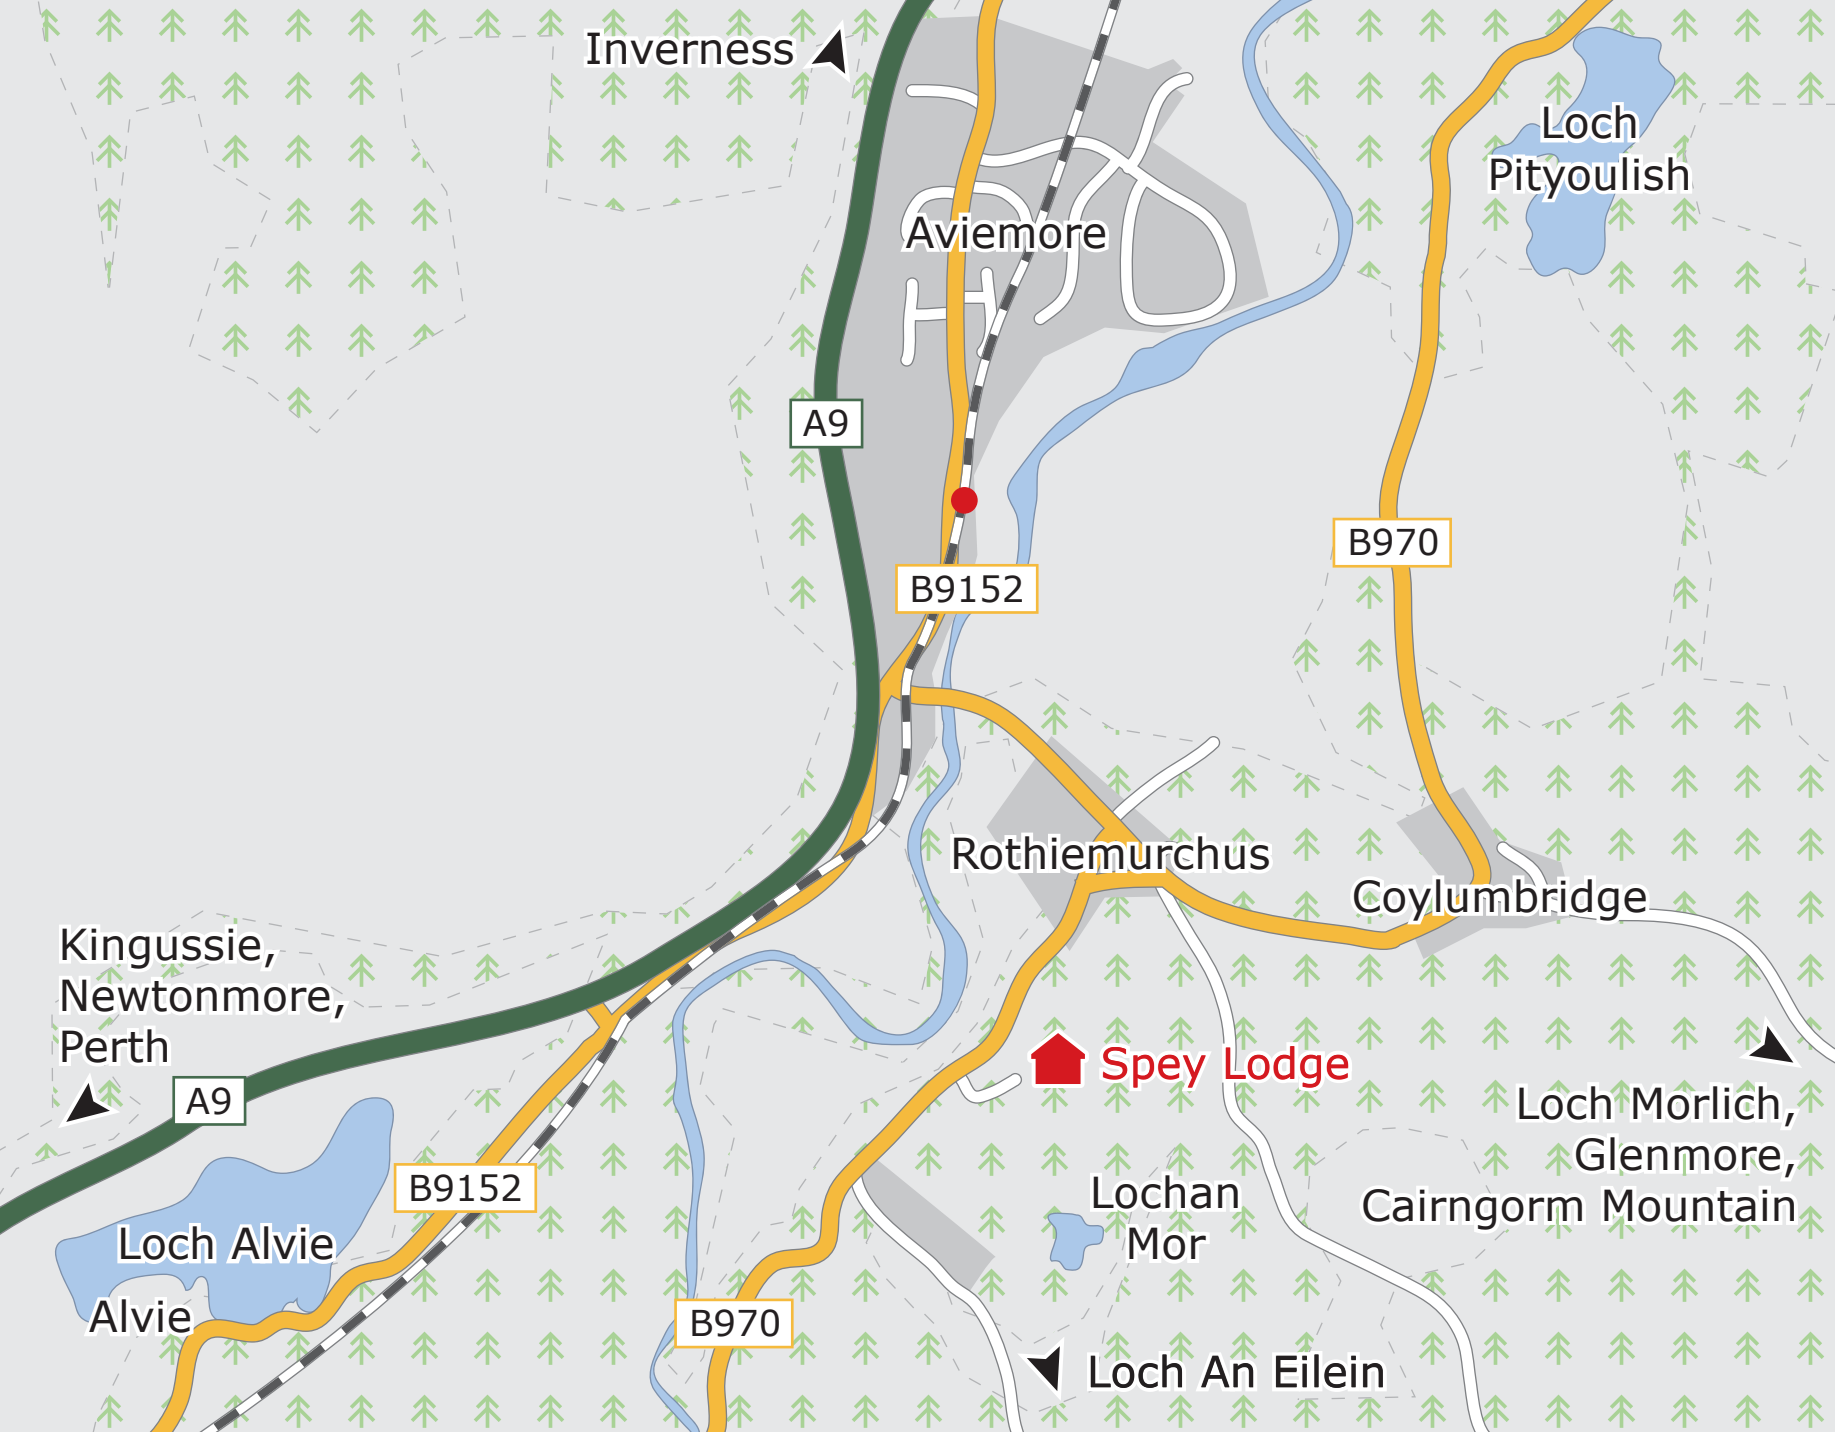 Inverness
Loch
Pityoulish
Aviemore
A9
B970
B9152
Rothiemurchus
Coylumbridge
Kingussie,
Newtonmore,
Perth
A9
Spey Lodge
Loch Morlich,
Glenmore,
Cairngorm Mountain
B9152
Lochan
Mor
Loch Alvie
Alvie
B970
Loch An Eilein